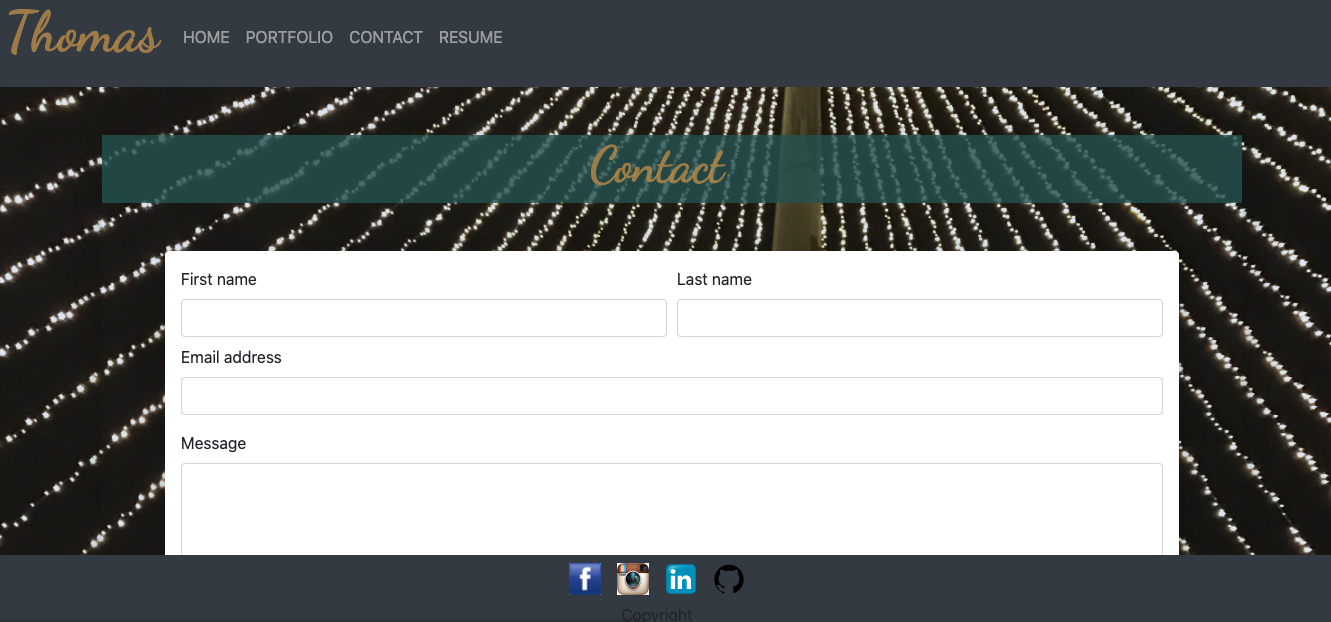 Thomas HOME PORTFOLIO CONTACT RESUME
Contact
First name Last name
Email address
Message
f in
Copyright